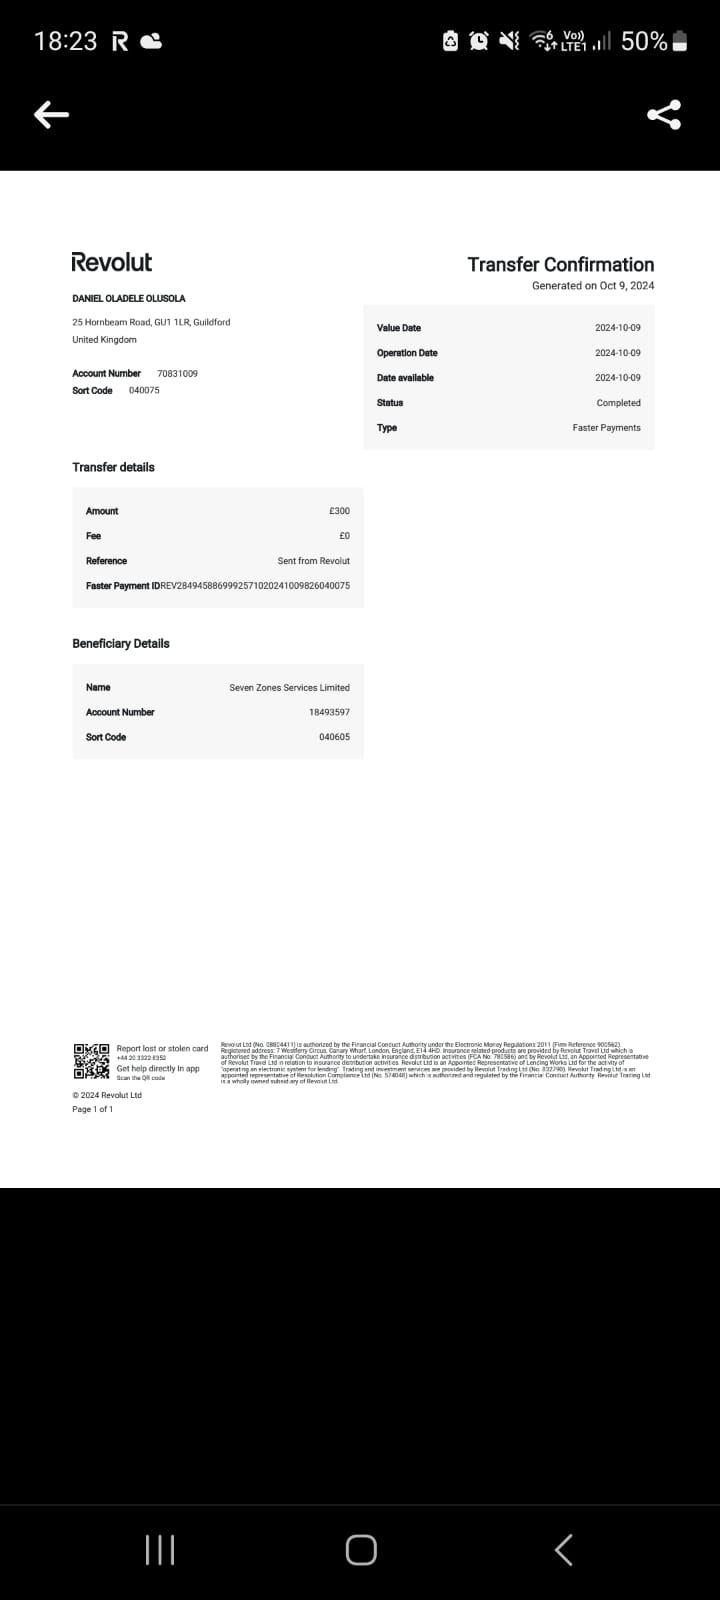 18:23
Vo))
LTE1
50%
Revolut
Transfer Confirmation
Generated on Oct 9, 2024
DANIEL OLADELE OLUSOLA
25 Hornbeam Road, GU1 1LR, Guildford
United Kingdom
Account Number 70831009
Sort Code 040075
Value Date 2024-10-09
Operation Date 2024-10-09
Date available 2024-10-09
Status Completed
Type Faster Payments
Transfer details
Amount £300
Fee £0
Reference Sent from Revolut
Faster Payment ID REV2849458869992571020241009826040075
Beneficiary Details
Name Seven Zones Services Limited
Account Number 18493597
Sort Code 040605
Report lost or stolen card
+44 20 3322 8352
Get help directly In app
Scan the QR code
© 2024 Revolut Ltd
Page 1 of 1
Revolut Ltd (No. 08804411) is authorized by the Financial Conduct Authority under the Electronic Money Regulations 2011 (Firm Reference 900562).
Registered address: 7 Westferry Circus, Canary Wharf, London, England, E14 4HD. Insurance related-products are provided by Revolut Travel Ltd which is
authorised by the Financial Conduct Authority to undertake insurance distribution activities (FCA No. 780586) and by Revolut Ltd, an Appointed Representative
of Revolut Travel Ltd in relation to insurance distribution activities. Revolut Ltd is an Appointed Representative of Lending Works Ltd for the activity of
"operating an electronic system for lending". Trading and investment services are provided by Revolut Trading Ltd (No. 832790). Revolut Trading Ltd is an
appointed representative of Resolution Compliance Ltd (No. 574048) which is authorized and regulated by the Financial Conduct Authority. Revolut Trading Ltd
is a wholly owned subsidiary of Revolut Ltd.